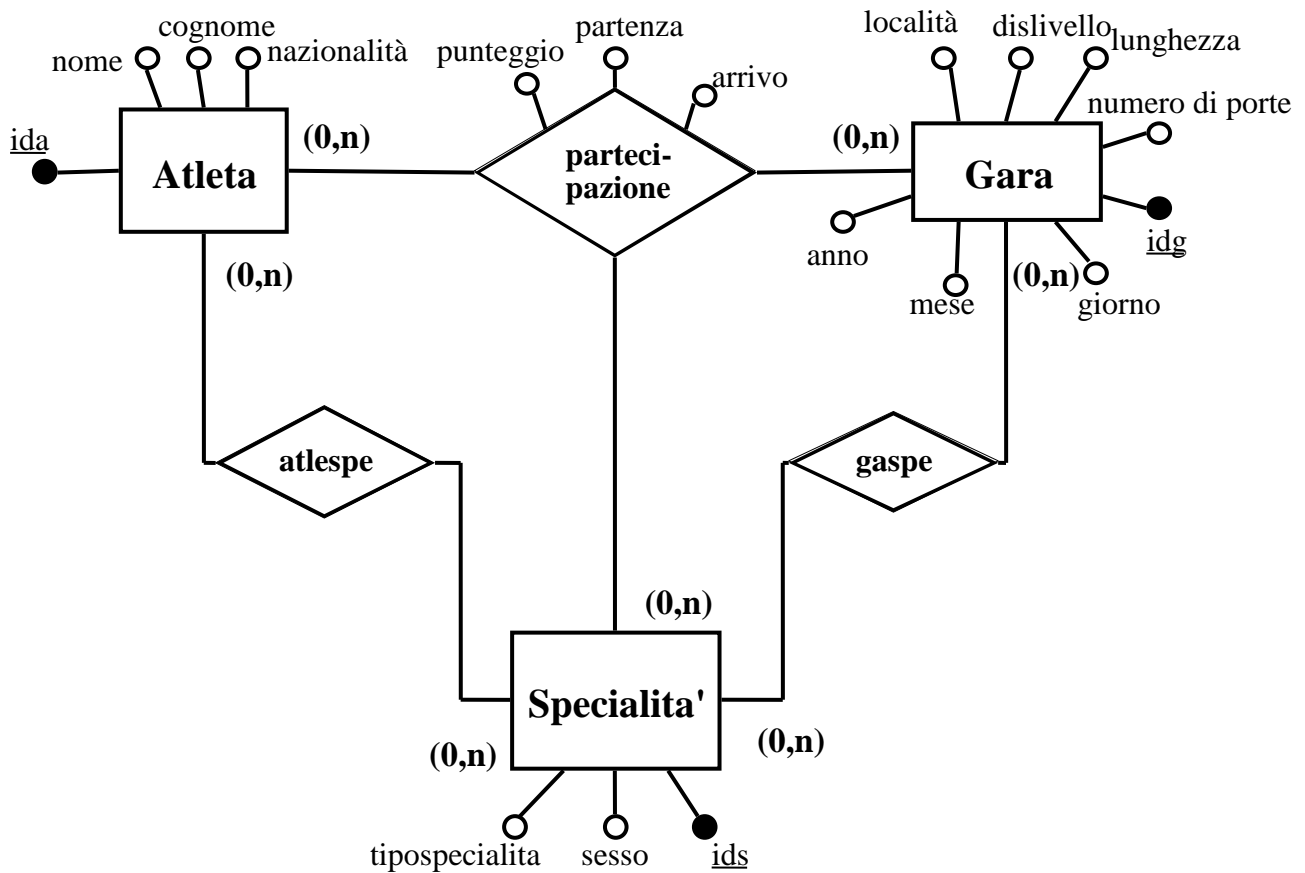 cognome
partenza
località
dislivello
lunghezza
nome
nazionalità
punteggio
arrivo
numero di porte
ida
(0,n)
(0,n)
Atleta
parteci-
pazione
Gara
idg
anno
(0,n)
(0,n)
mese
giorno
atlespe
gaspe
(0,n)
Specialita'
(0,n)
(0,n)
tipospecialita
sesso
ids